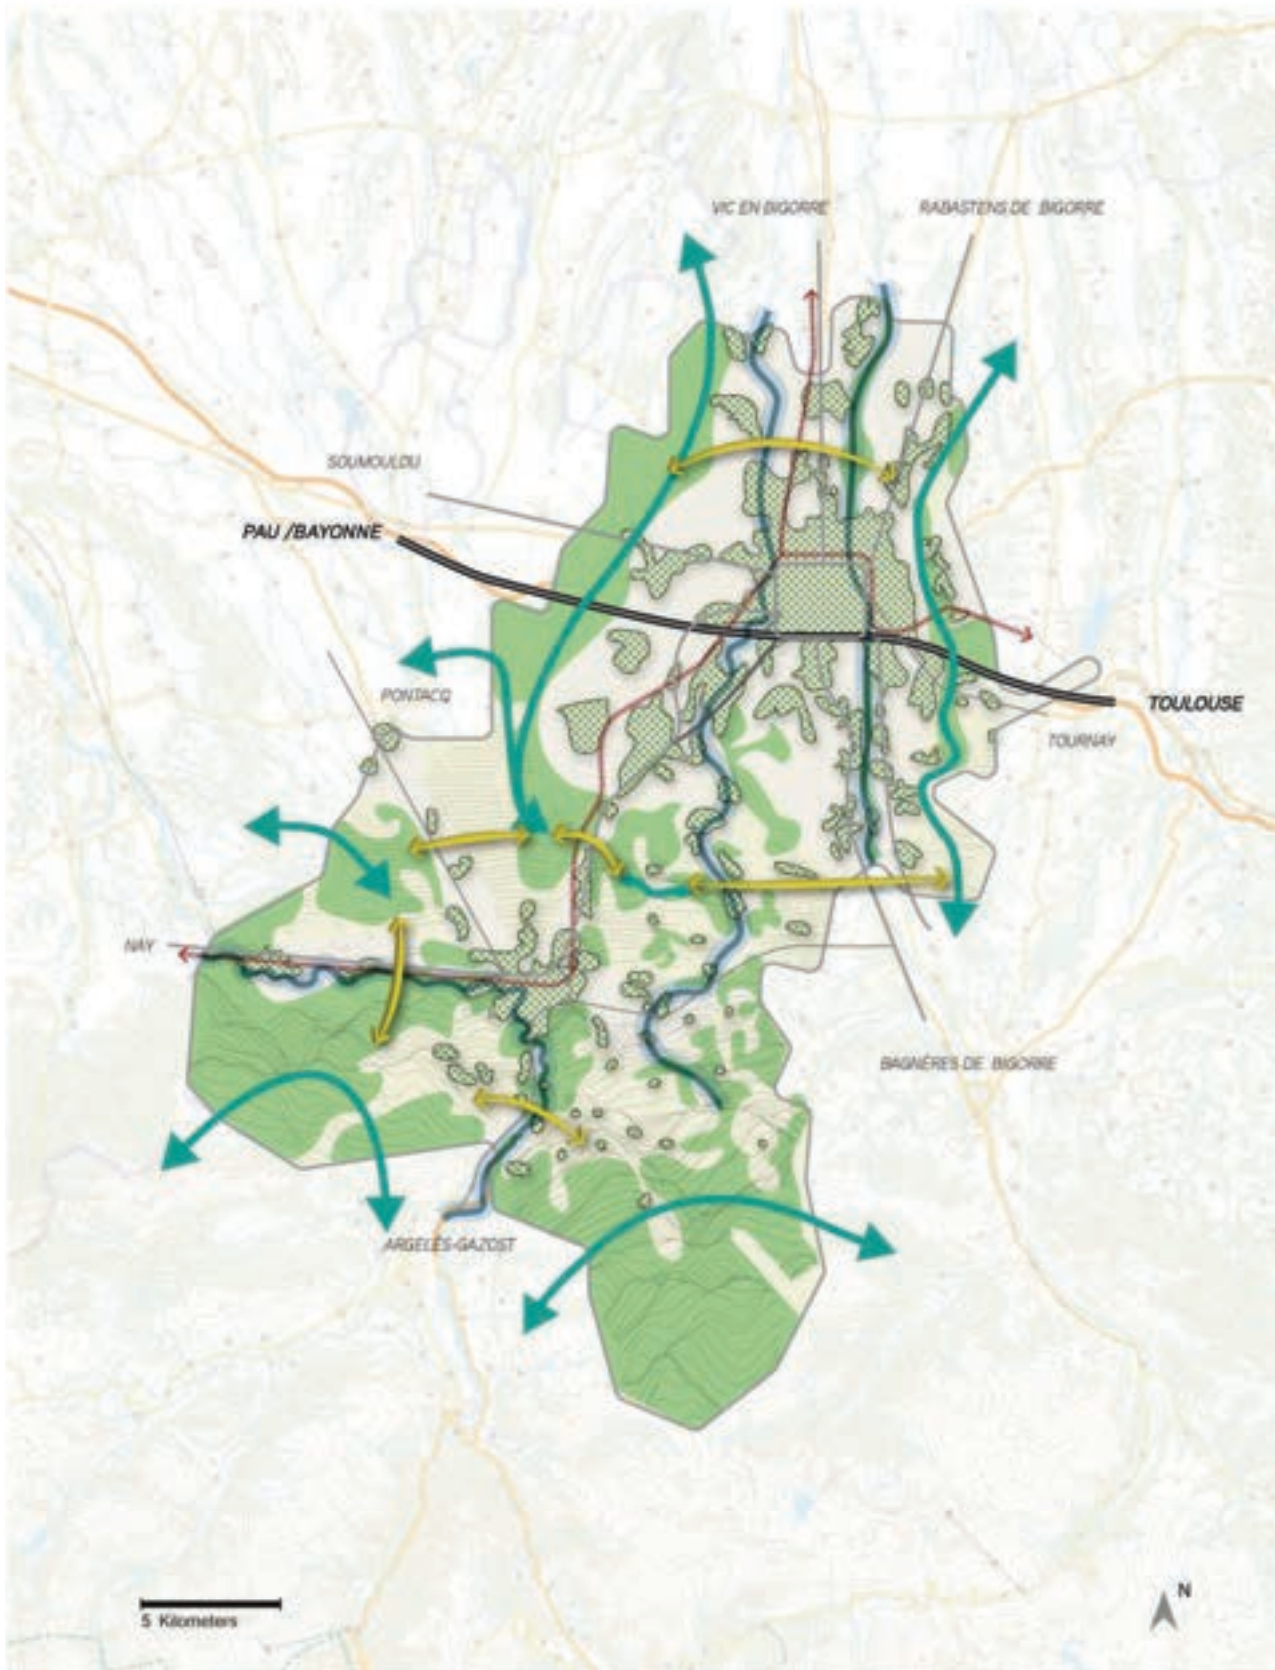 VIC EN BIGORRE
RABASTENS DE BIGORRE
SOUMOULOU
PAU /BAYONNE
PONTACQ
TOULOUSE
TOURNAY
NAY
BAGNÈRES DE BIGORRE
ARGELÈS-GAZOST
N
5 Kilometers